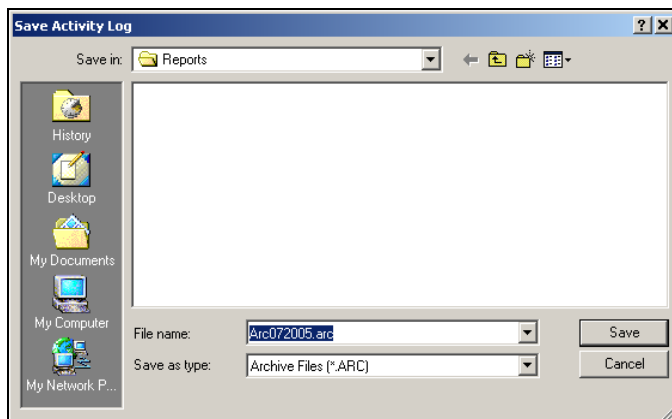 Save Activity Log
Save in: Reports
History
Desktop
My Documents
My Computer
My Network P...
File name: Arc072005.arc Save
Save as type: Archive Files (*.ARC) Cancel